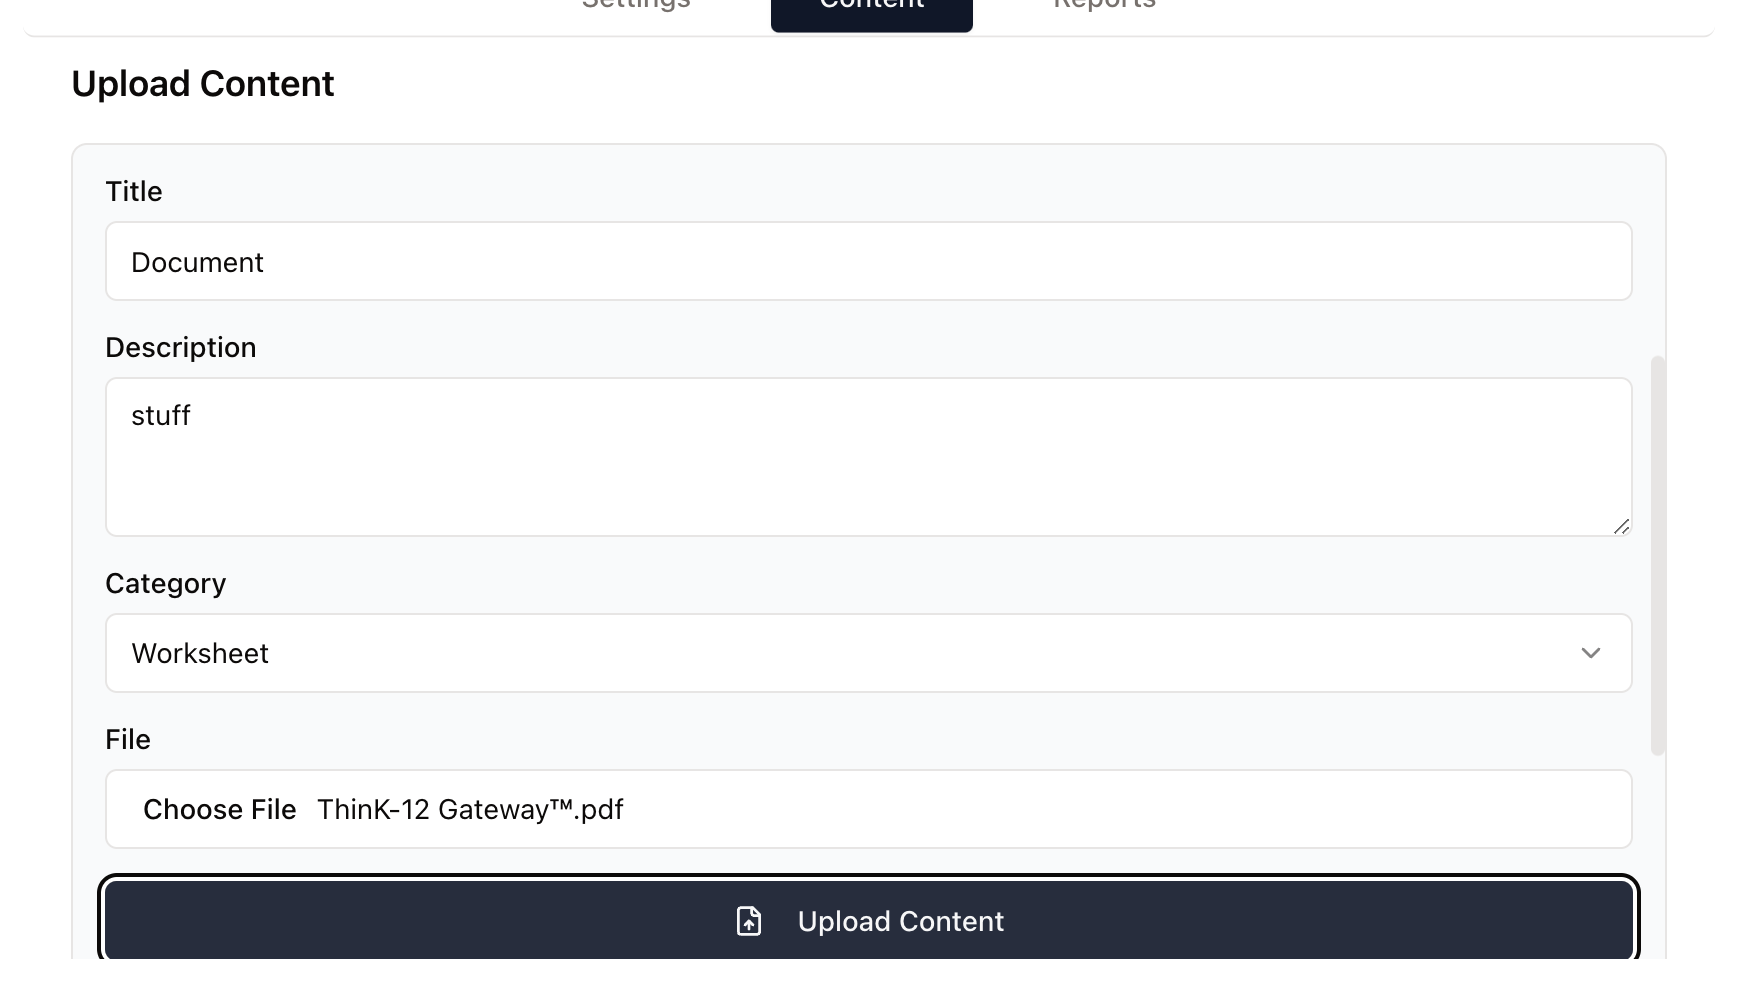 Settings Content Reports
Upload Content
Title
Document
Description
stuff
Category
Worksheet
File
Choose File ThinK-12 Gateway™.pdf
Upload Content